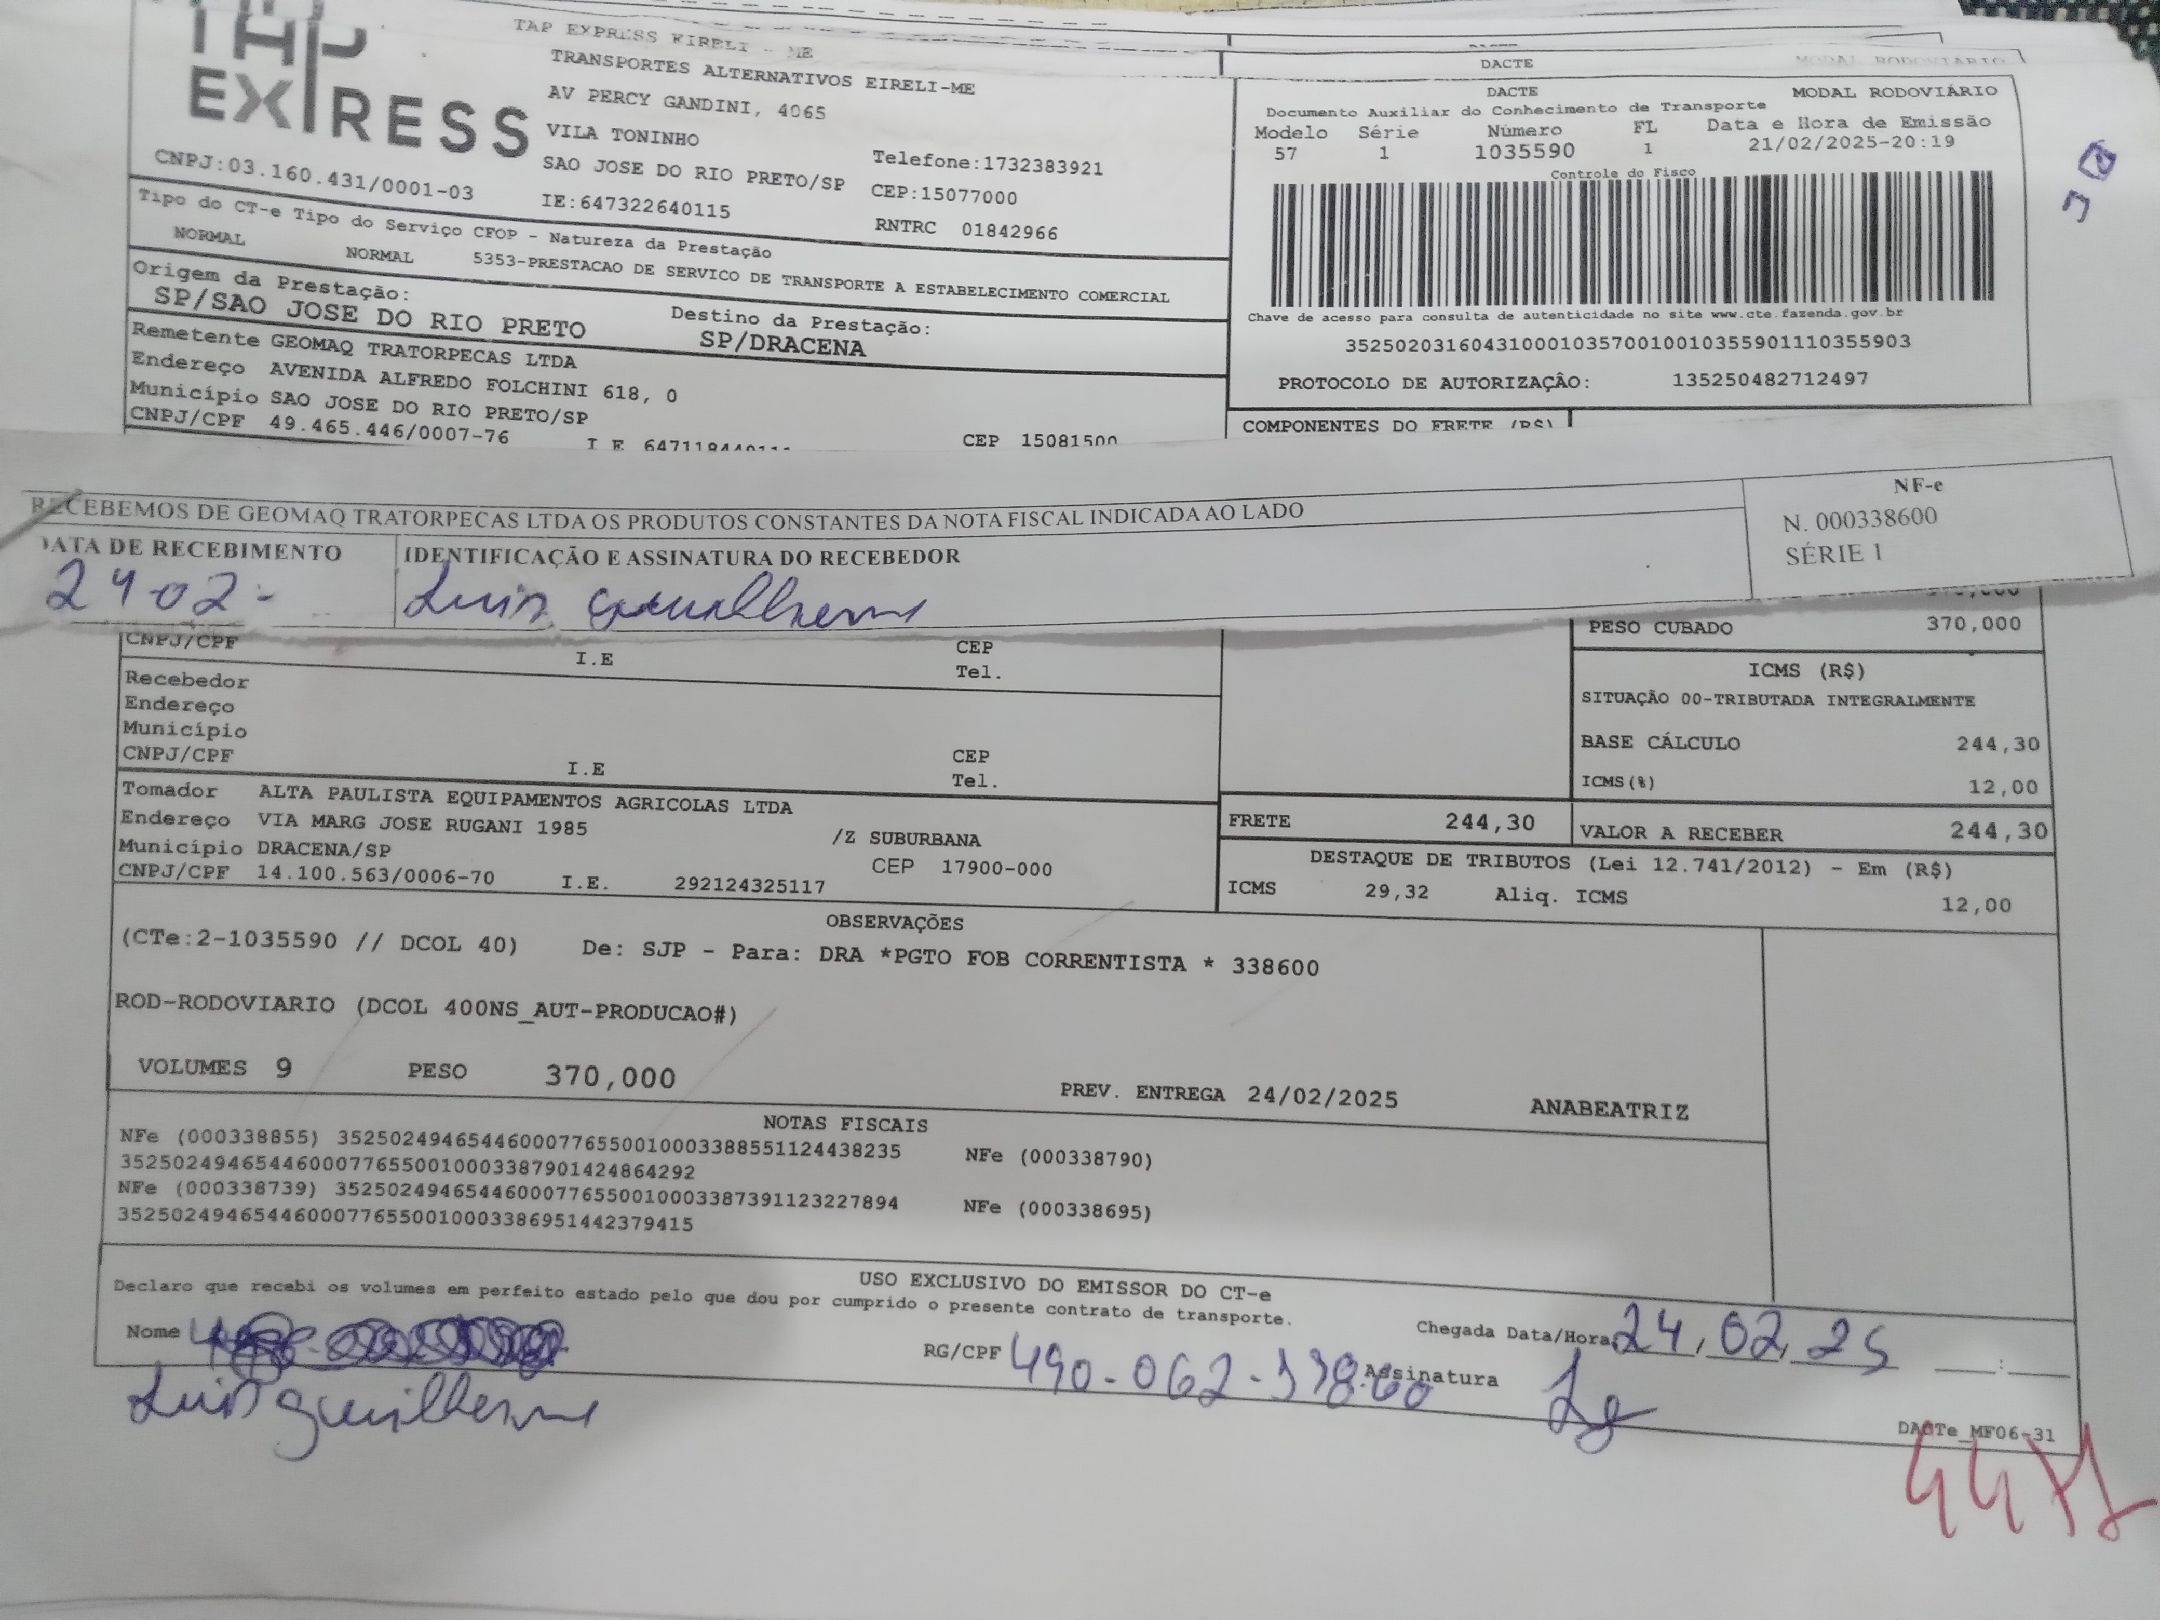 TAP EXPRESS EIRELI - ME
TAP
EXPRESS
TRANSPORTES ALTERNATIVOS EIRELI-ME
AV PERCY GANDINI, 4065
VILA TONINHO
SAO JOSE DO RIO PRETO/SP
Telefone:1732383921
CEP:15077000
CNPJ:03.160.431/0001-03
IE:647322640115
RNTRC 01842966
Tipo do CT-e Tipo do Serviço CFOP - Natureza da Prestação
NORMAL NORMAL 5353-PRESTACAO DE SERVICO DE TRANSPORTE A ESTABELECIMENTO COMERCIAL
Origem da Prestação:
SP/SAO JOSE DO RIO PRETO
Destino da Prestação:
SP/DRACENA
Remetente GEOMAQ TRATORPECAS LTDA
Endereço AVENIDA ALFREDO FOLCHINI 618, 0
Município SAO JOSE DO RIO PRETO/SP
CNPJ/CPF 49.465.446/0007-76 I E CEP 15081500
DACTE
MODAL RODOVIÁRIO
DACTE MODAL RODOVIÁRIO
Documento Auxiliar do Conhecimento de Transporte
Modelo Série Número FL Data e Hora de Emissão
57 1 1035590 1 21/02/2025-20:19
Controle do Fisco
Chave de acesso para consulta de autenticidade no site www.cte.fazenda.gov.br
35250203160431000103570010010355901110355903
PROTOCOLO DE AUTORIZAÇÂO: 135250482712497
COMPONENTES DO FRETE (R$)
RECEBEMOS DE GEOMAQ TRATORPECAS LTDA OS PRODUTOS CONSTANTES DA NOTA FISCAL INDICADA AO LADO
DATA DE RECEBIMENTO
24-02-
IDENTIFICAÇÃO E ASSINATURA DO RECEBEDOR
Luis Guilherme
NF-e
N. 000338600
SÉRIE 1
CNPJ/CPF I.E CEP
Tel.
Recebedor
Endereço
Município
CNPJ/CPF I.E CEP
Tel.
PESO CUBADO 370,000
ICMS (R$)
SITUAÇÃO 00-TRIBUTADA INTEGRALMENTE
BASE CÁLCULO 244,30
ICMS(%) 12,00
Tomador ALTA PAULISTA EQUIPAMENTOS AGRICOLAS LTDA
Endereço VIA MARG JOSE RUGANI 1985 /Z SUBURBANA
Município DRACENA/SP CEP 17900-000
CNPJ/CPF 14.100.563/0006-70 I.E. 292124325117
FRETE 244,30 VALOR A RECEBER 244,30
DESTAQUE DE TRIBUTOS (Lei 12.741/2012) - Em (R$)
ICMS 29,32 Aliq. ICMS 12,00
OBSERVAÇÕES
(CTe:2-1035590 // DCOL 40) De: SJP - Para: DRA *PGTO FOB CORRENTISTA * 338600
ROD-RODOVIARIO (DCOL 400NS_AUT-PRODUCAO#)
VOLUMES 9 PESO 370,000 PREV. ENTREGA 24/02/2025 ANABEATRIZ
NOTAS FISCAIS
NFe (000338855) 35250249465446000776550010003388551124438235 NFe (000338790)
35250249465446000776550010003387901424864292
NFe (000338739) 35250249465446000776550010003387391123227894 NFe (000338695)
35250249465446000776550010003386951442379415
USO EXCLUSIVO DO EMISSOR DO CT-e
Declaro que recebi os volumes em perfeito estado pelo que dou por cumprido o presente contrato de transporte.
Nome
Luis guilherme
RG/CPF 490-062-338.60
Chegada Data/Hora 24,02,25 __:__
Assinatura
DACTe_MF06-31